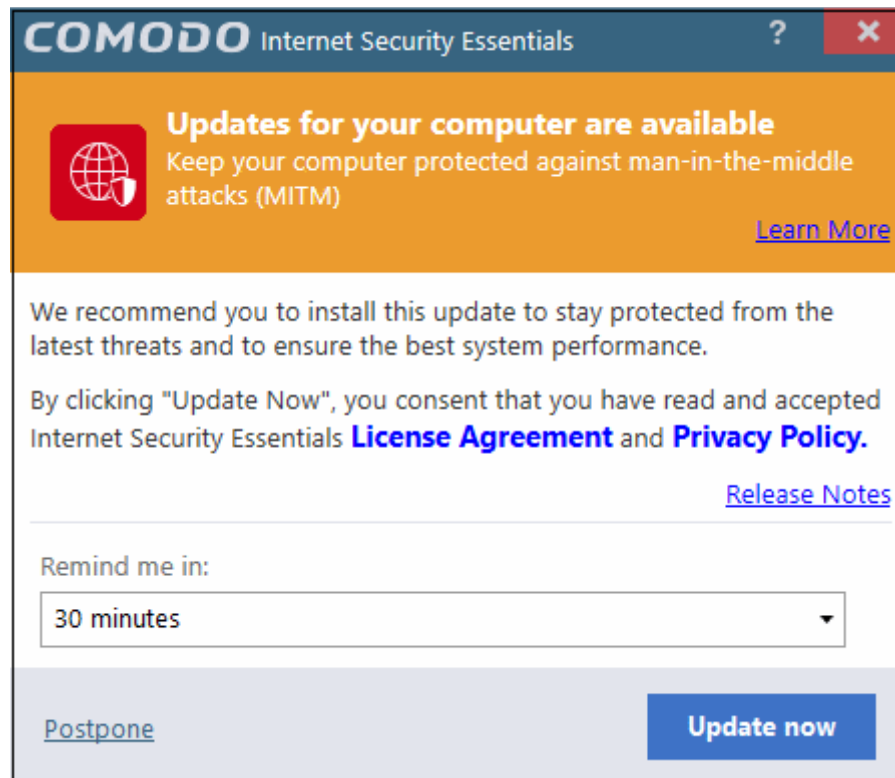 COMODO Internet Security Essentials ?
Updates for your computer are available
Keep your computer protected against man-in-the-middle
attacks (MITM)
Learn More
We recommend you to install this update to stay protected from the
latest threats and to ensure the best system performance.
By clicking "Update Now", you consent that you have read and accepted
Internet Security Essentials License Agreement and Privacy Policy.
Release Notes
Remind me in:
30 minutes
Postpone
Update now